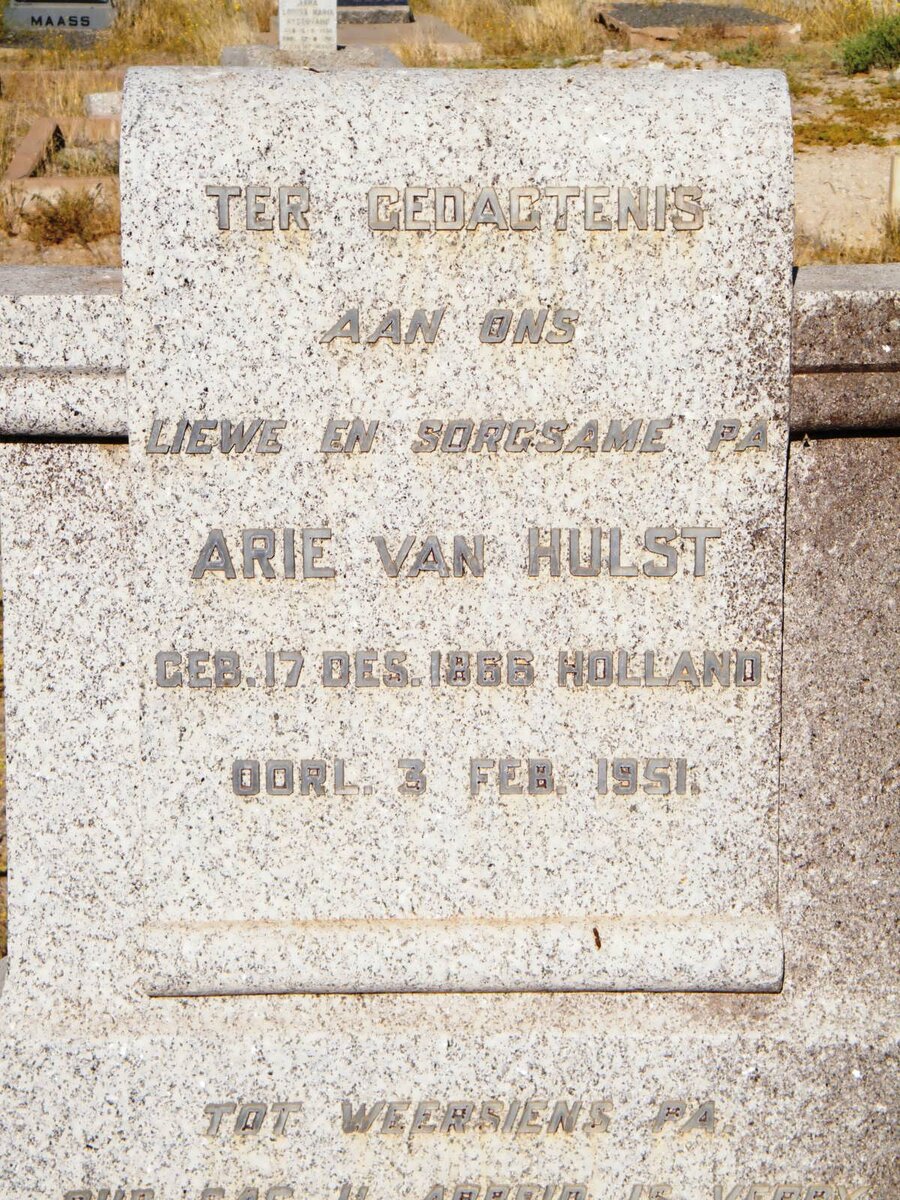 MAASS
TER GEDAGTENIS
AAN ONS
LIEWE EN SORGSAME PA
ARIE VAN HULST
GEB. 17 DES. 1866 HOLLAND
OORL. 3 FEB. 1951.
TOT WEERSIENS PA.